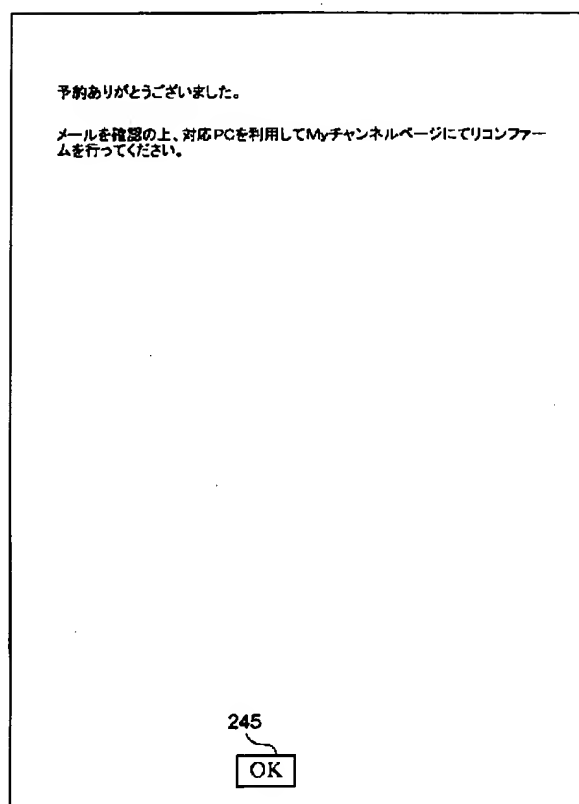 予約ありがとうございました。
メールを確認の上、対応PCを利用してMyチャンネルページにてリコンファー
ムを行ってください。
245
OK